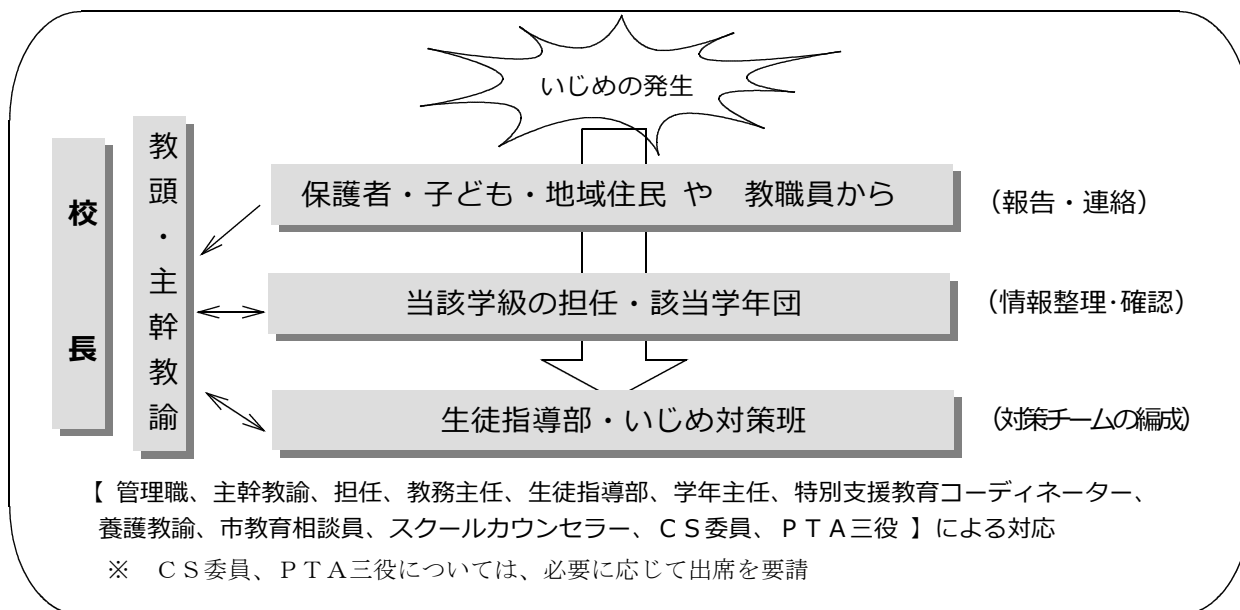 いじめの発生
校長
教頭・主幹教諭
保護者・子ども・地域住民 や　教職員から
（報告・連絡）
当該学級の担任・該当学年団
（情報整理･確認）
生徒指導部・いじめ対策班
（対策チームの編成）
【 管理職、主幹教諭、担任、教務主任、生徒指導部、学年主任、特別支援教育コーディネーター、
養護教諭、市教育相談員、スクールカウンセラー、ＣＳ委員、ＰＴＡ三役 】による対応
※　ＣＳ委員、ＰＴＡ三役については、必要に応じて出席を要請